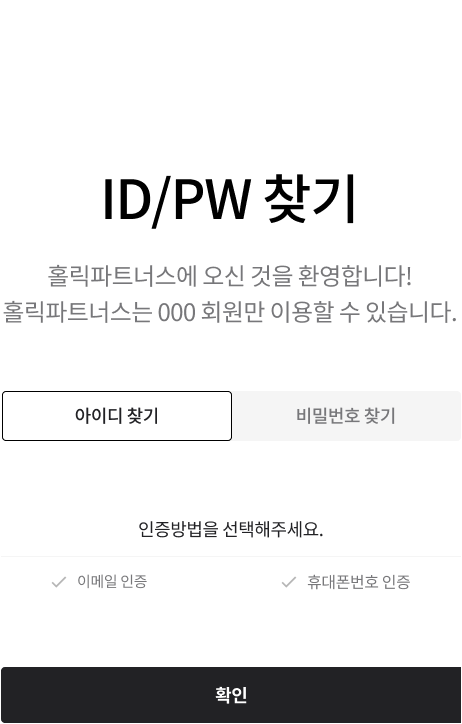 ID/PW 찾기
홀릭파트너스에 오신 것을 환영합니다!
홀릭파트너스는 000 회원만 이용할 수 있습니다.
아이디 찾기
비밀번호 찾기
인증방법을 선택해주세요.
이메일 인증
휴대폰번호 인증
확인